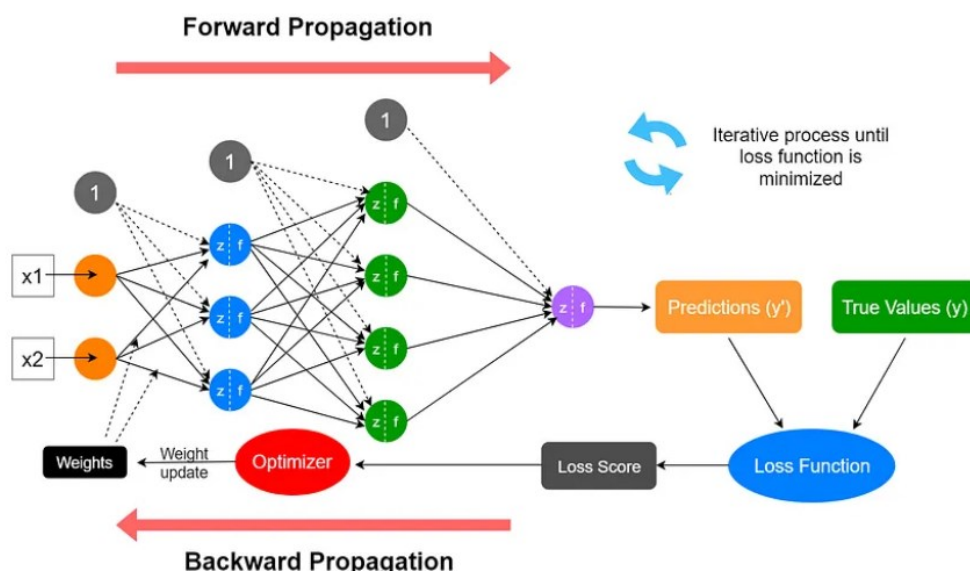 Forward Propagation
1
1
1
Iterative process until
loss function is
minimized
z f
z f
x1
z f
z f
z f
Predictions (y')
True Values (y)
x2
z f
z f
z f
Weights
Weight
update
Optimizer
Loss Score
Loss Function
Backward Propagation